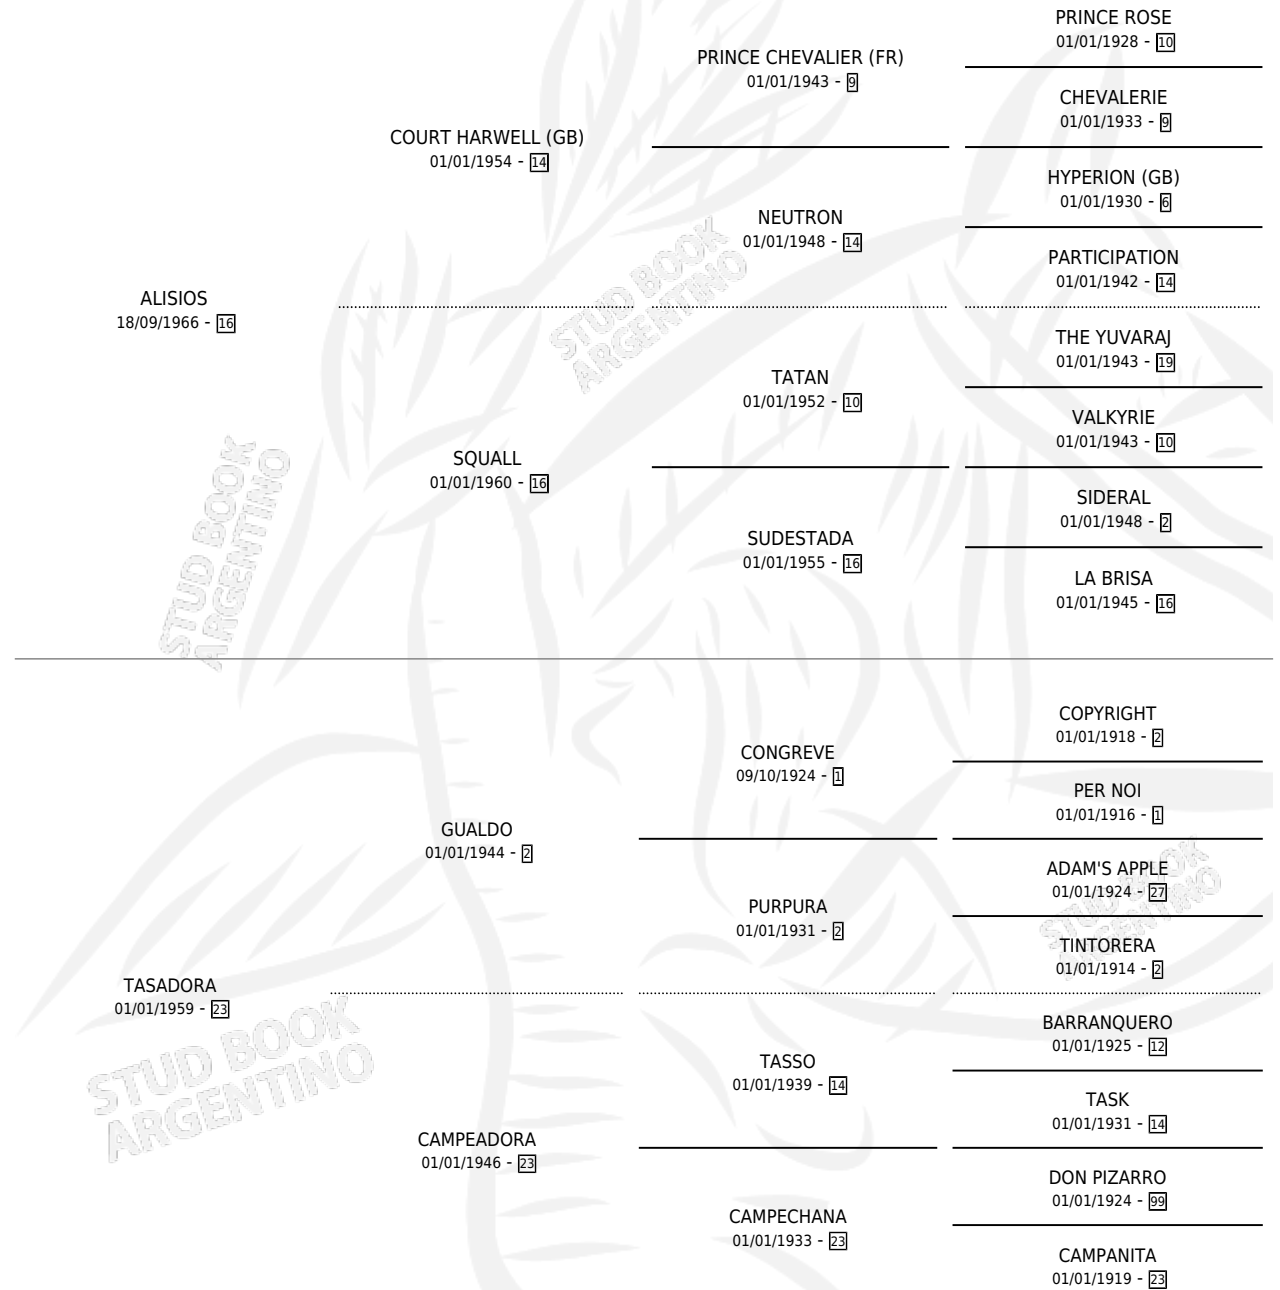 PRINCE ROSE
01/01/1928 - 10
PRINCE CHEVALIER (FR)
01/01/1943 - 9
CHEVALERIE
01/01/1933 - 9
COURT HARWELL (GB)
01/01/1954 - 14
HYPERION (GB)
01/01/1930 - 6
NEUTRON
01/01/1948 - 14
PARTICIPATION
01/01/1942 - 14
ALISIOS
18/09/1966 - 16
STUD BOOK
ARGENTINO
THE YUVARAJ
01/01/1943 - 19
TATAN
01/01/1952 - 10
VALKYRIE
01/01/1943 - 10
SQUALL
01/01/1960 - 16
SIDERAL
01/01/1948 - 2
SUDESTADA
01/01/1955 - 16
LA BRISA
01/01/1945 - 16
STUD BOOK
ARGENTINO
COPYRIGHT
01/01/1918 - 2
CONGREVE
09/10/1924 - 1
PER NOI
01/01/1916 - 1
GUALDO
01/01/1944 - 2
ADAM'S APPLE
01/01/1924 - 27
PURPURA
01/01/1931 - 2
TINTORERA
01/01/1914 - 2
STUD BOOK
ARGENTINO
TASADORA
01/01/1959 - 23
BARRANQUERO
01/01/1925 - 12
TASSO
01/01/1939 - 14
TASK
01/01/1931 - 14
STUD BOOK
ARGENTINO
CAMPEADORA
01/01/1946 - 23
DON PIZARRO
01/01/1924 - 99
CAMPECHANA
01/01/1933 - 23
CAMPANITA
01/01/1919 - 23